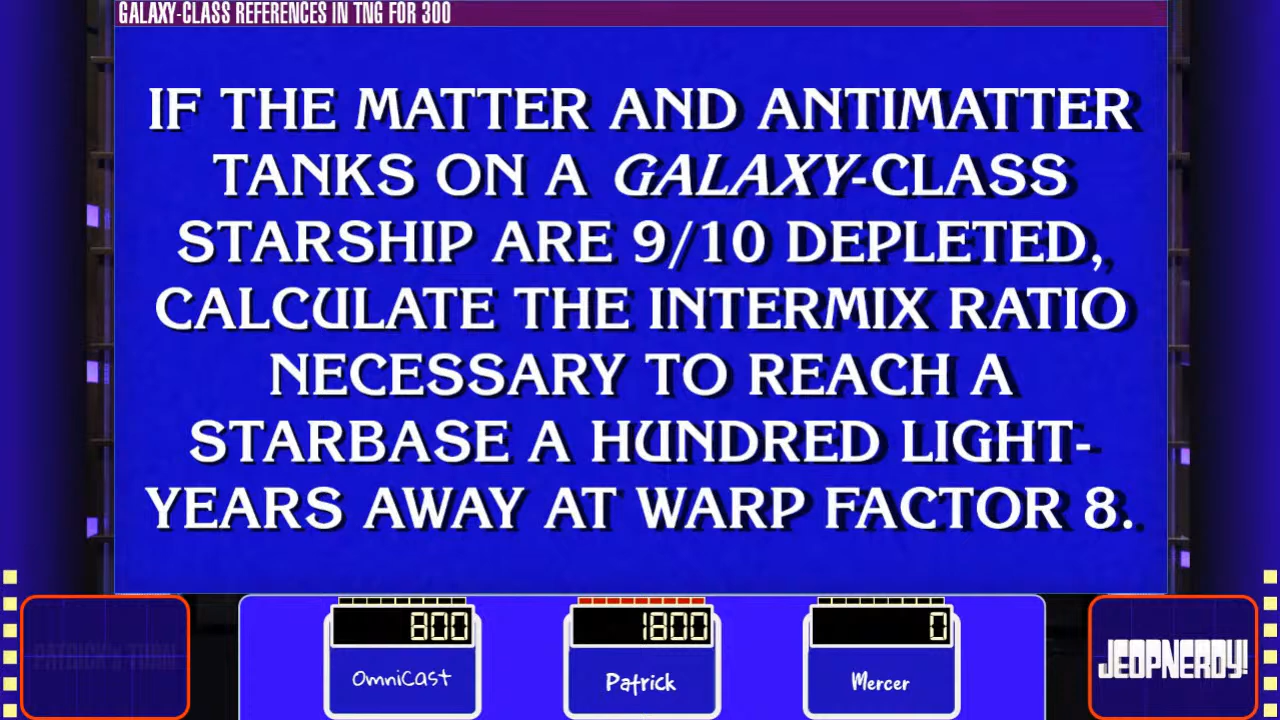 GALAXY-CLASS REFERENCES IN TNG FOR 300
IF THE MATTER AND ANTIMATTER
TANKS ON A GALAXY-CLASS
STARSHIP ARE 9/10 DEPLETED,
CALCULATE THE INTERMIX RATIO
NECESSARY TO REACH A
STARBASE A HUNDRED LIGHT-
YEARS AWAY AT WARP FACTOR 8.
800
1800
0
OmniCast
Patrick
Mercer
JEOPNERDY!